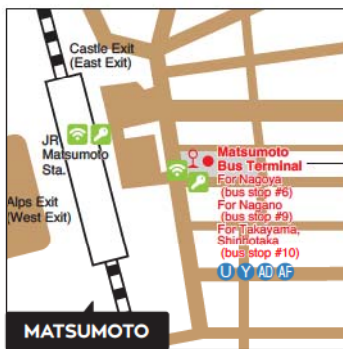 Castle Exit
(East Exit)
JR
Matsumoto
Sta.
Alps Exit
(West Exit)
Matsumoto
Bus Terminal
For Nagoya
(bus stop #6)
For Nagano
(bus stop #9)
For Takayama,
Shinhotaka
(bus stop #10)
U Y AD AF
MATSUMOTO